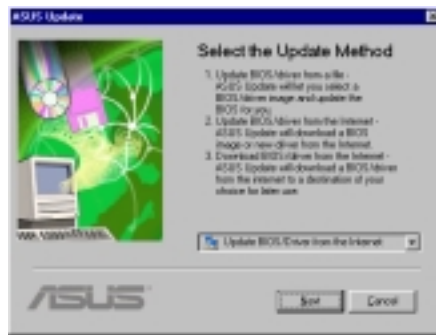 ASUS Update
Select the Update Method
1. Update BIOS/driver from a file -
ASUS Update will let you select a
BIOS/driver image and update the
BIOS for you.
2. Update BIOS/driver from the Internet -
ASUS Update will download a BIOS
image or new driver from the Internet.
3. Download BIOS/driver from the Internet -
ASUS Update will download a BIOS/driver
from the internet to a destination of your
choice for later use.
Update BIOS/Driver from the Internet
ASUS
Next
Cancel